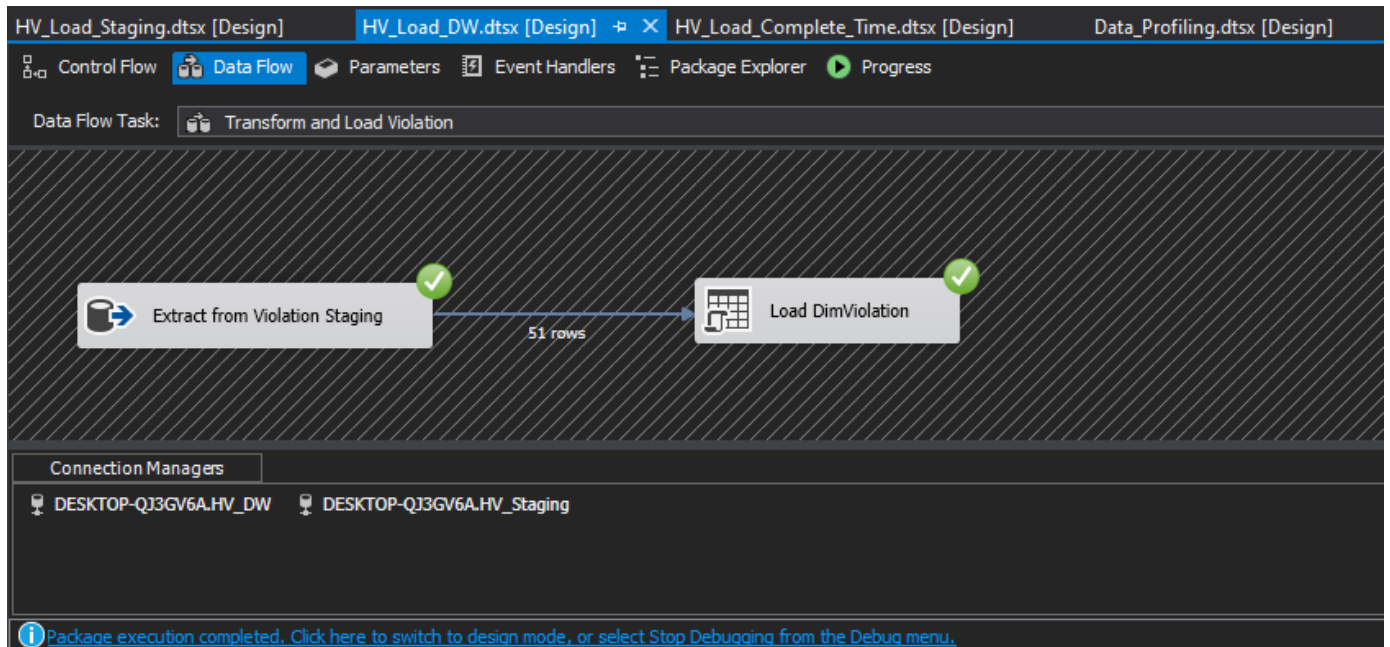 HV_Load_Staging.dtsx [Design] HV_Load_DW.dtsx [Design] HV_Load_Complete_Time.dtsx [Design] Data_Profiling.dtsx [Design]
Control Flow Data Flow Parameters Event Handlers Package Explorer Progress
Data Flow Task: Transform and Load Violation
Extract from Violation Staging Load DimViolation
51 rows
Connection Managers
DESKTOP-QJ3GV6A.HV_DW DESKTOP-QJ3GV6A.HV_Staging
Package execution completed. Click here to switch to design mode, or select Stop Debugging from the Debug menu.